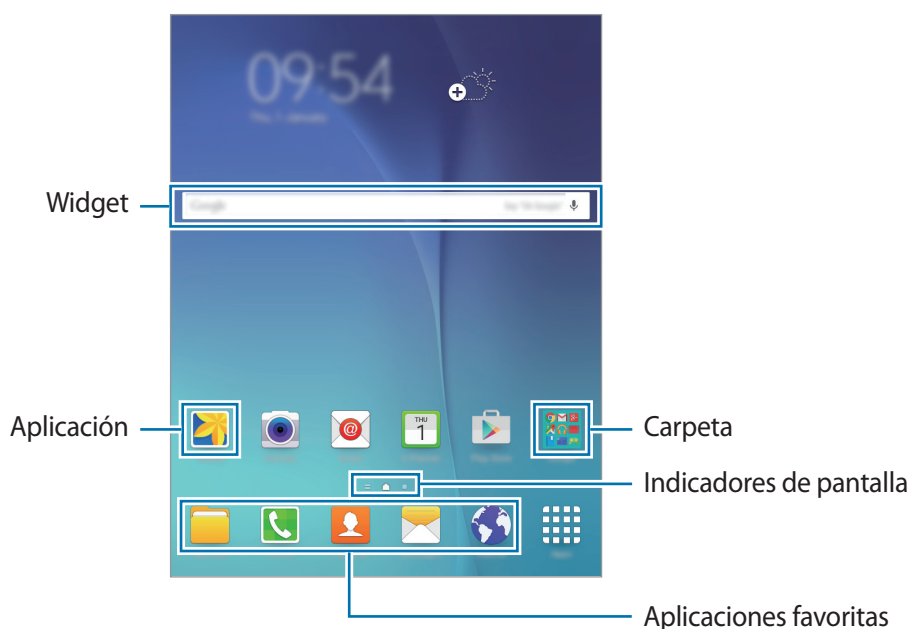 09:54
Widget
Google
Aplicación
THU
1
Carpeta
Indicadores de pantalla
Aplicaciones favoritas